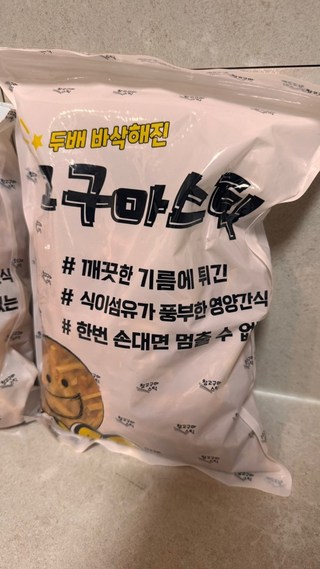 두배 바삭해진
고구마스틱
# 깨끗한 기름에 튀긴
# 식이섬유가 풍부한 영양간식
# 한번 손대면 멈출 수 없